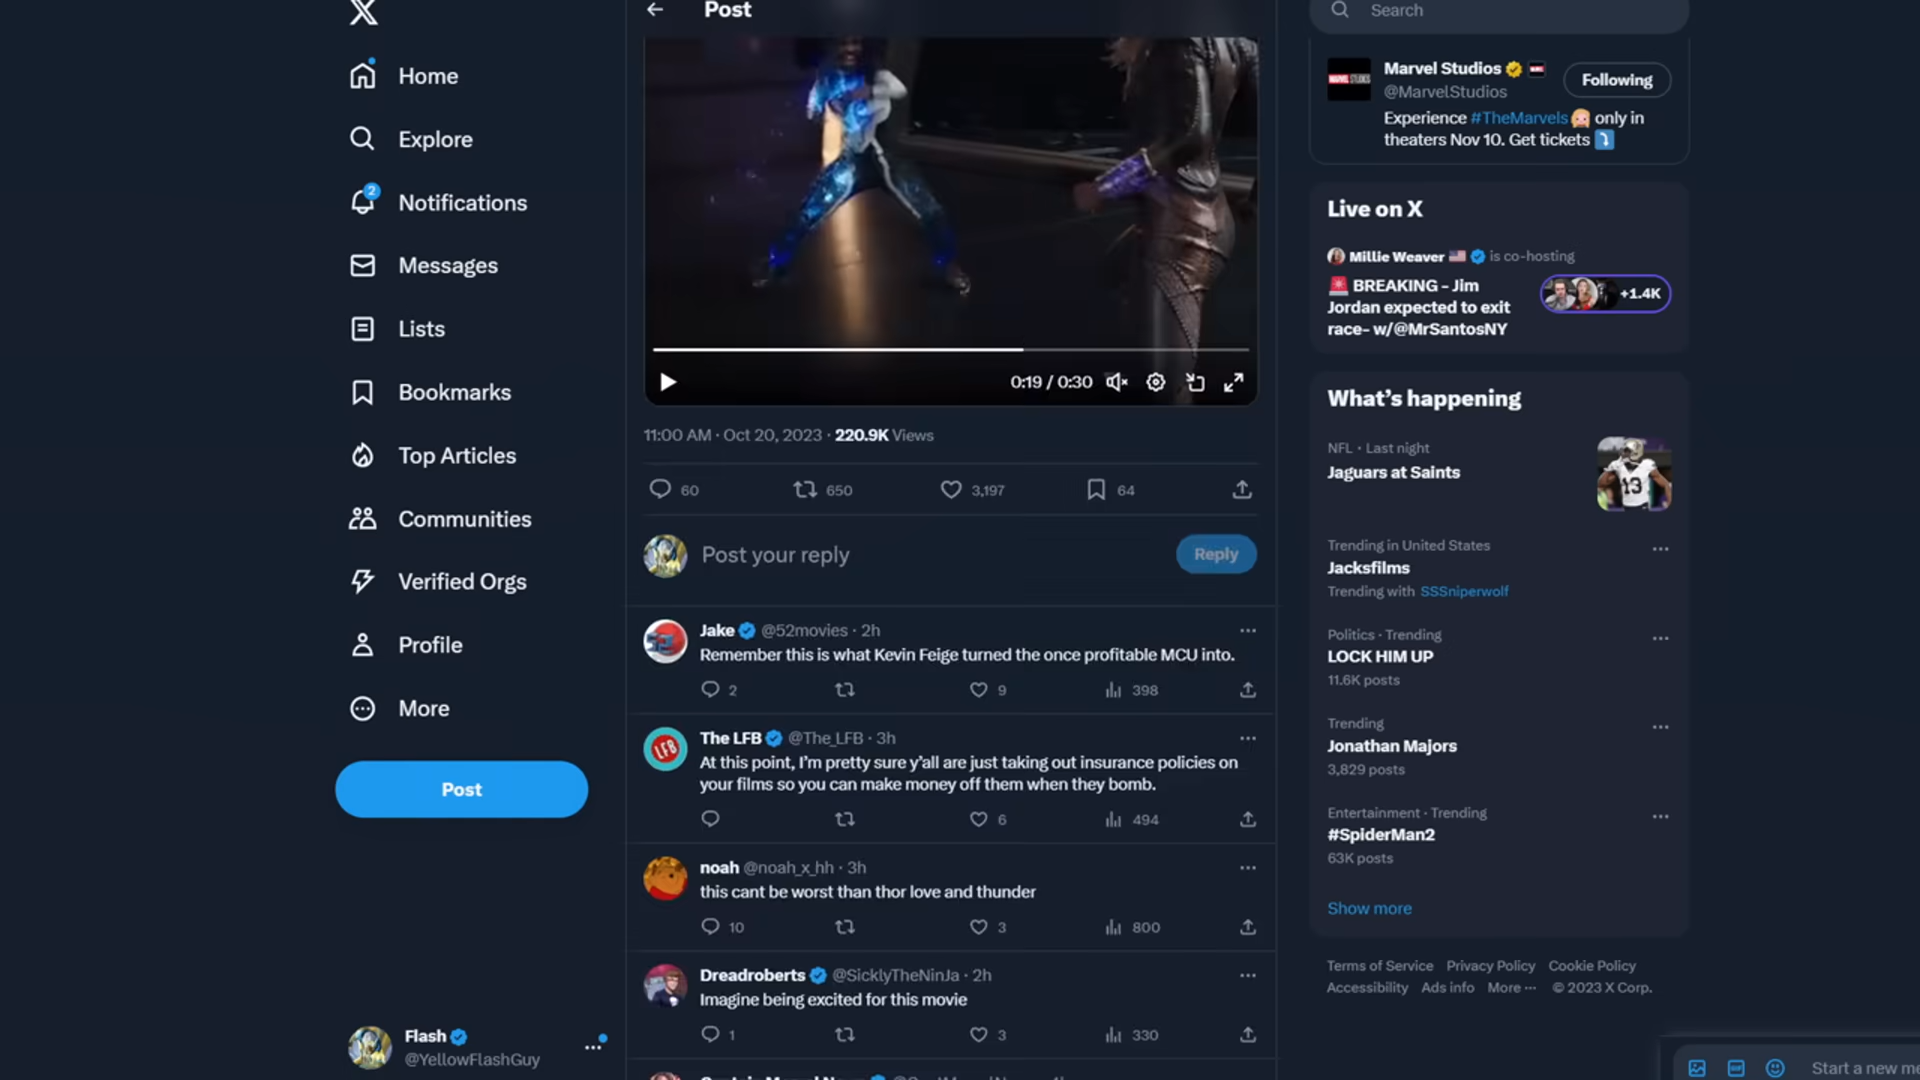 Home
Explore
2
Notifications
Messages
Lists
Bookmarks
Top Articles
Communities
Verified Orgs
Profile
More
Post
Flash
@YellowFlashGuy
Post
0:19 / 0:30
11:00 AM · Oct 20, 2023 · 220.9K Views
60 650 3,197 64
Post your reply
Reply
Jake @52movies · 2h
Remember this is what Kevin Feige turned the once profitable MCU into.
2 9 398
The LFB @The_LFB · 3h
At this point, I'm pretty sure y'all are just taking out insurance policies on
your films so you can make money off them when they bomb.
6 494
noah @noah_x_hh · 3h
this cant be worst than thor love and thunder
10 3 800
Dreadroberts @SicklyTheNinJa · 2h
Imagine being excited for this movie
1 3 330
Search
Marvel Studios
@MarvelStudios
Following
Experience #TheMarvels only in
theaters Nov 10. Get tickets
Live on X
Millie Weaver is co-hosting
BREAKING - Jim
Jordan expected to exit
race- w/@MrSantosNY
+1.4K
What's happening
NFL · Last night
Jaguars at Saints
Trending in United States
Jacksfilms
Trending with SSSniperwolf
Politics · Trending
LOCK HIM UP
11.6K posts
Trending
Jonathan Majors
3,829 posts
Entertainment · Trending
#SpiderMan2
63K posts
Show more
Terms of Service Privacy Policy Cookie Policy
Accessibility Ads info More ··· © 2023 X Corp.
Start a new me